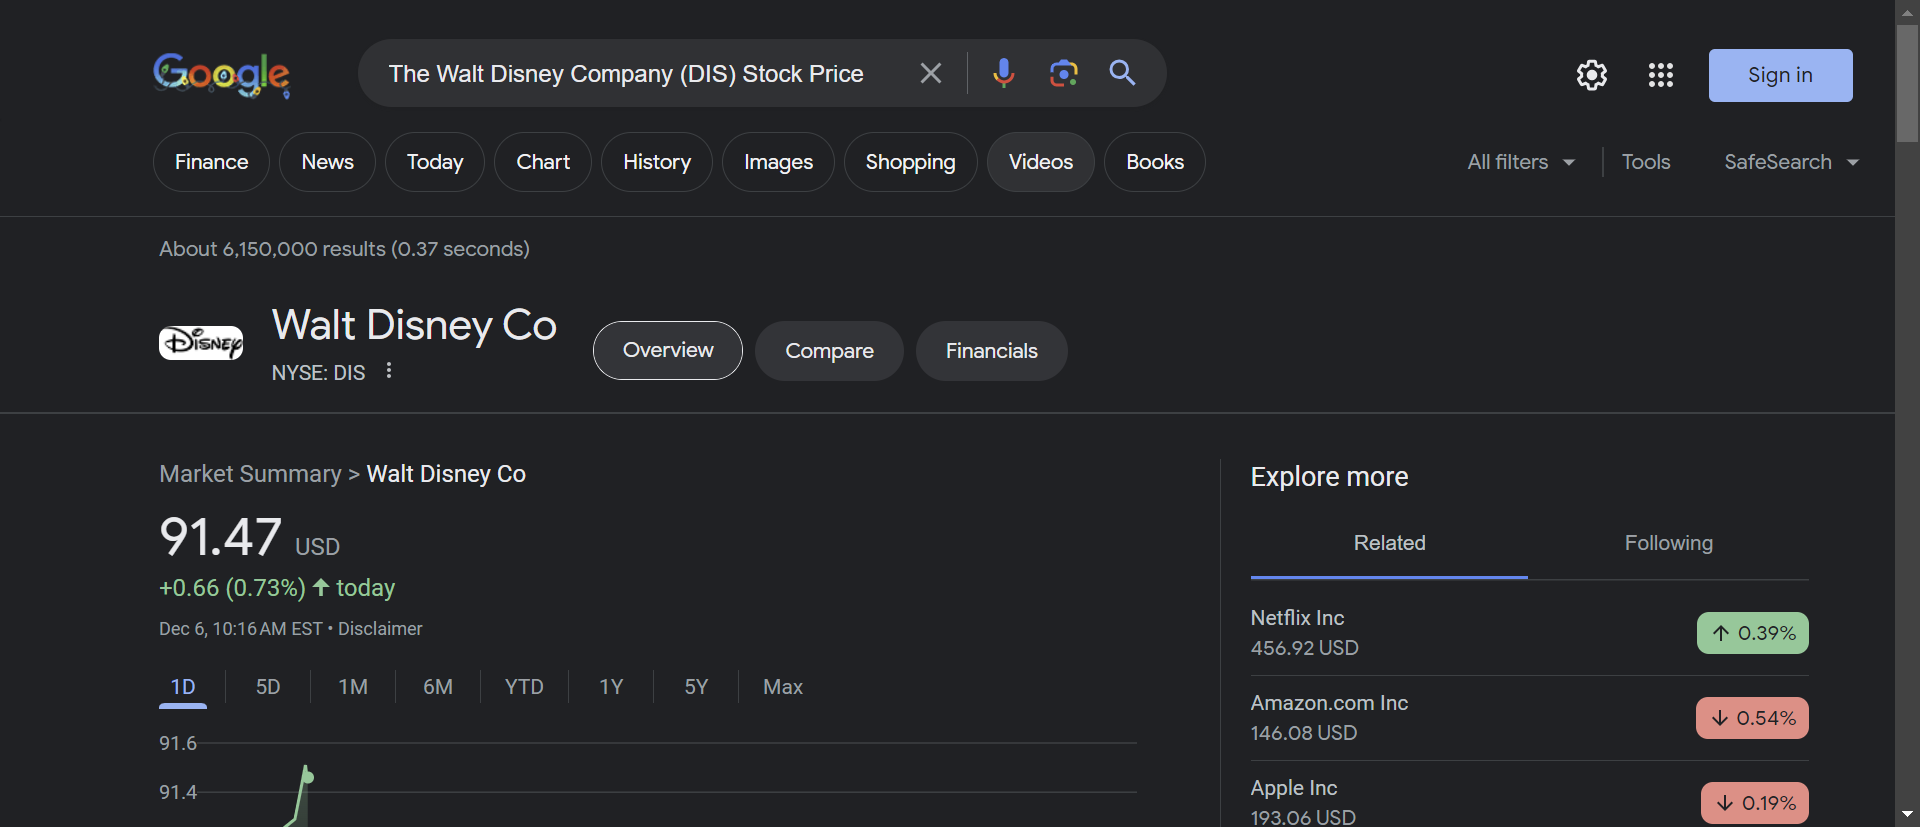 Google
The Walt Disney Company (DIS) Stock Price
Sign in
Finance
News
Today
Chart
History
Images
Shopping
Videos
Books
All filters
Tools
SafeSearch
About 6,150,000 results (0.37 seconds)
Disney
Walt Disney Co
NYSE: DIS
Overview
Compare
Financials
Market Summary > Walt Disney Co
91.47 USD
+0.66 (0.73%) ↑ today
Dec 6, 10:16 AM EST • Disclaimer
1D
5D
1M
6M
YTD
1Y
5Y
Max
91.6
91.4
Explore more
Related
Following
Netflix Inc
456.92 USD
↑ 0.39%
Amazon.com Inc
146.08 USD
↓ 0.54%
Apple Inc
193.06 USD
↓ 0.19%